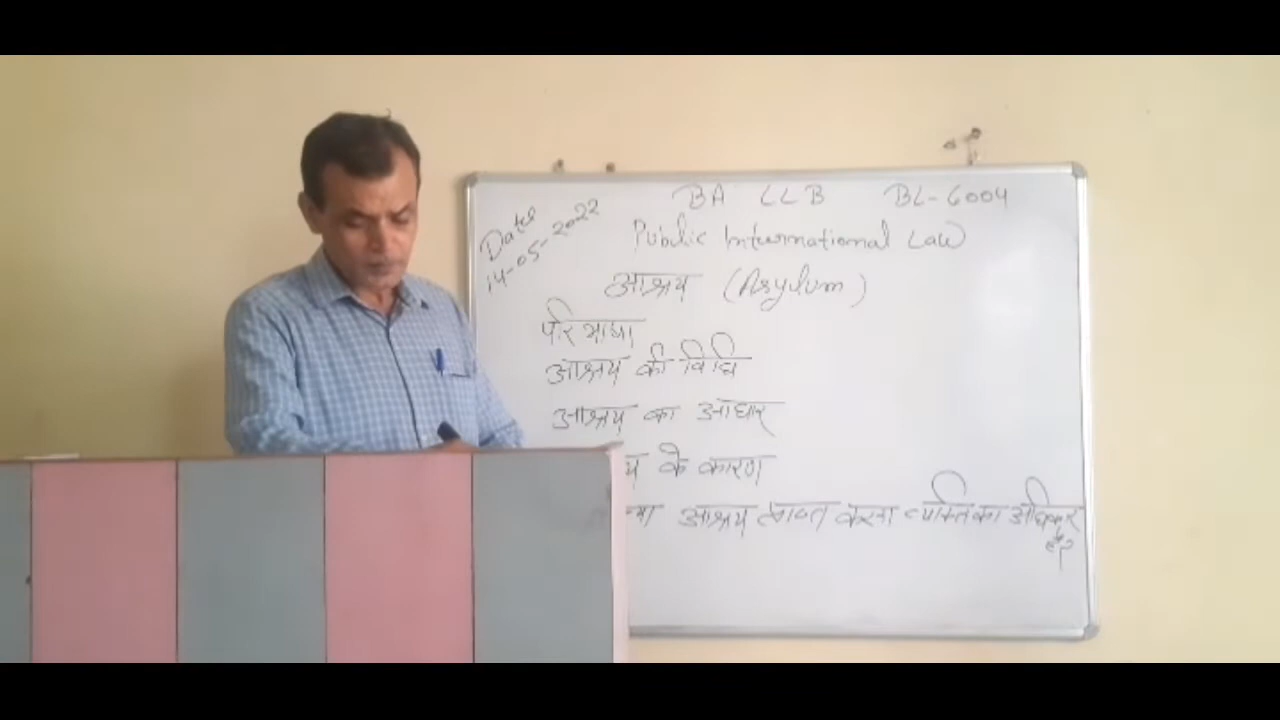 Date
14-05-2022
BA LLB BL-6004
Public International Law
आश्रय (Asylum)
परिभाषा
आश्रय की विधि
आश्रय का आधार
य के कारण
या आश्रय प्राप्त करना व्यक्ति का अधिकार
है?